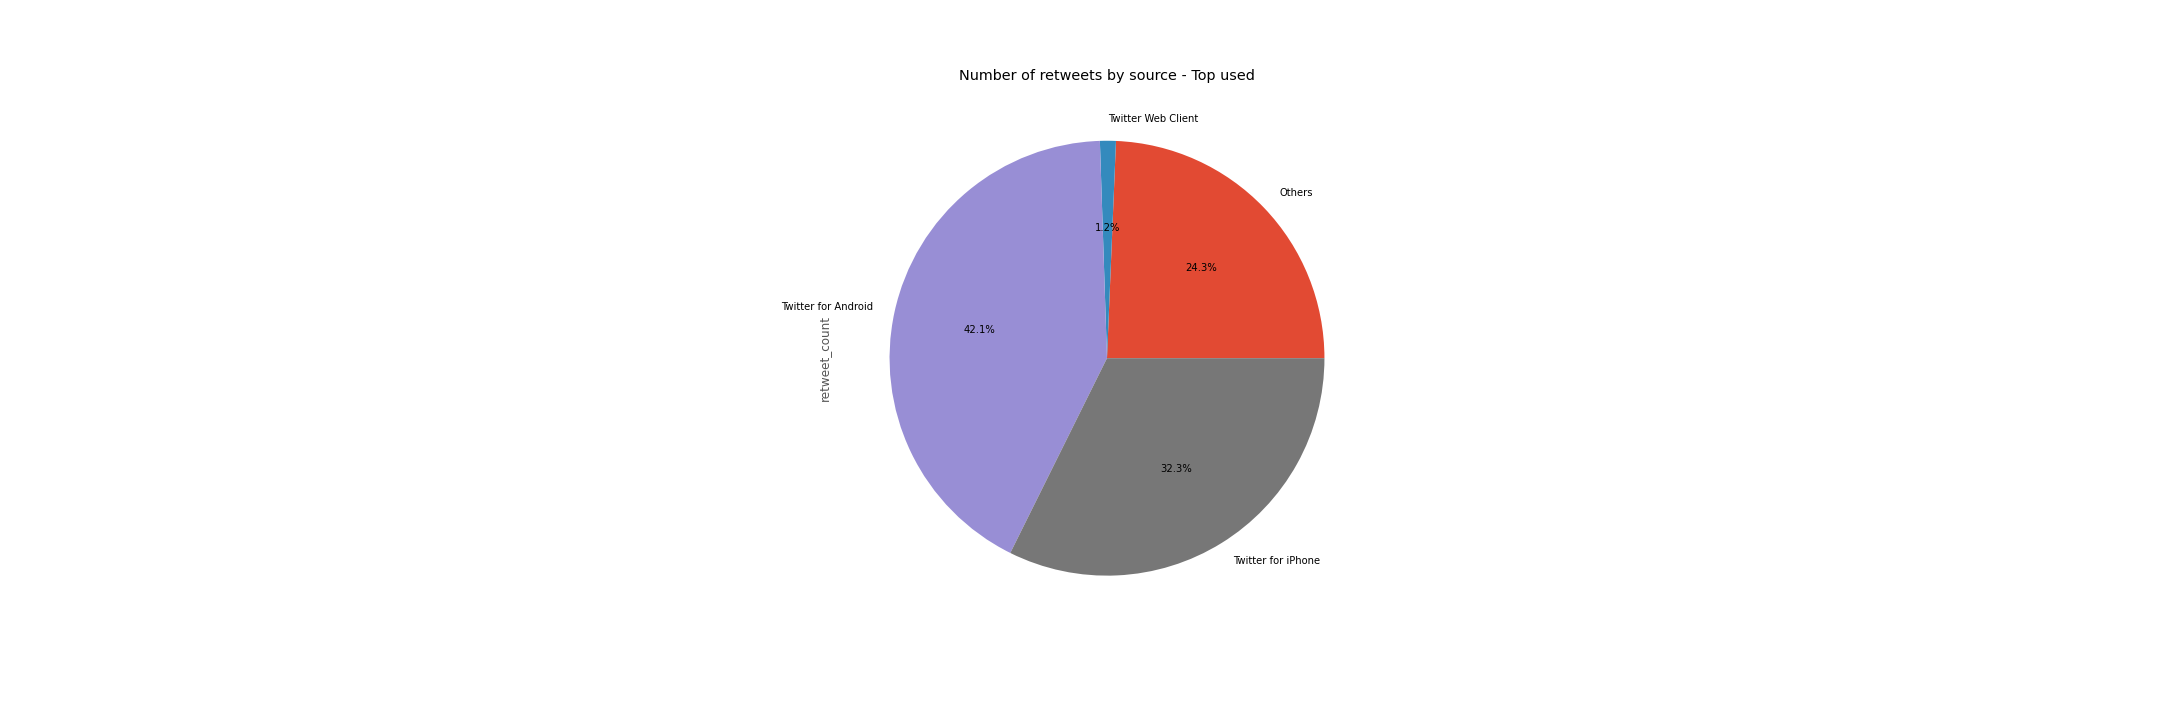 Number of retweets by source - Top used
Twitter Web Client
Others
1.2%
24.3%
Twitter for Android
42.1%
retweet_count
32.3%
Twitter for iPhone